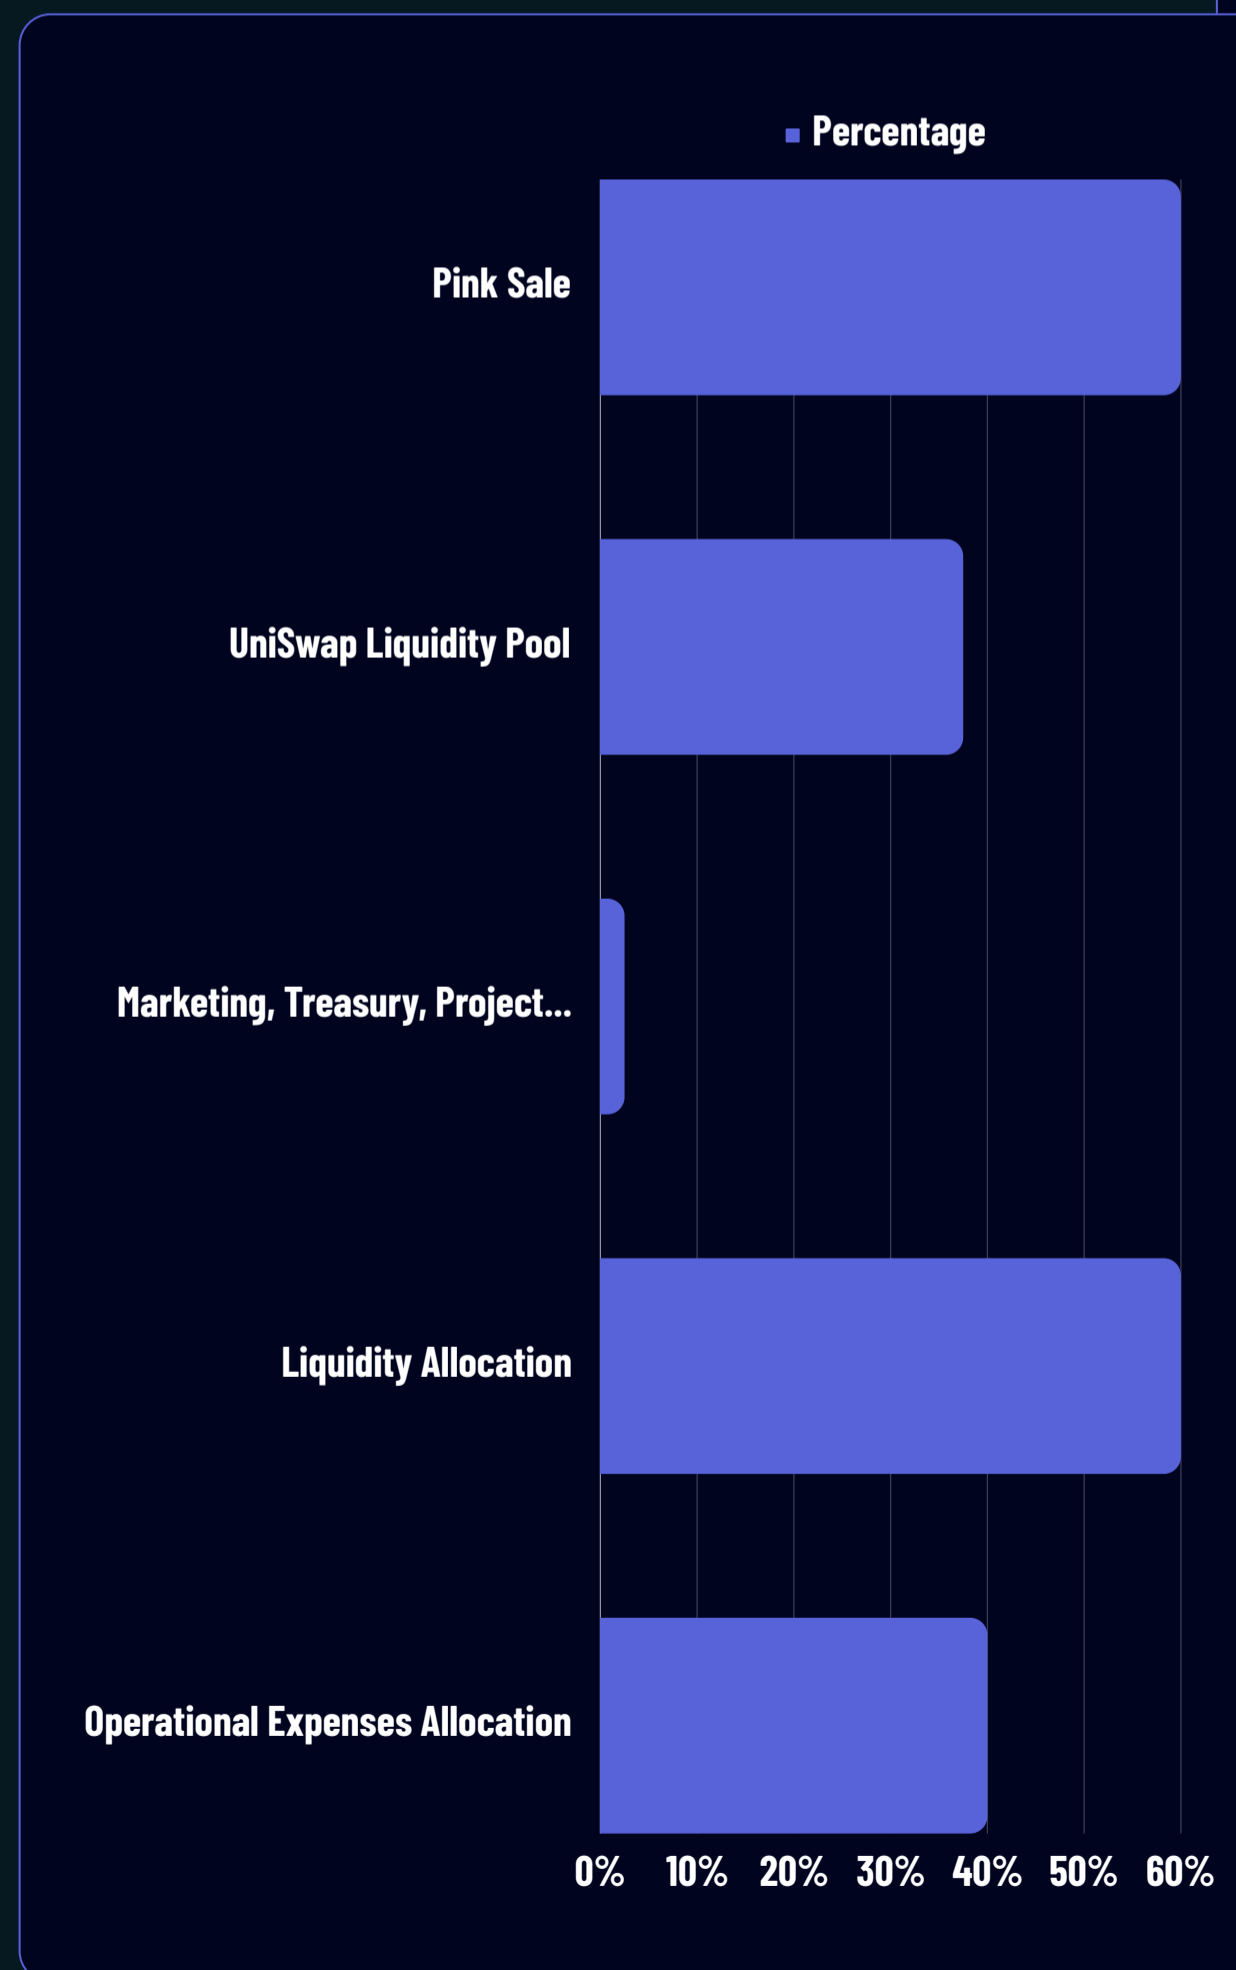 Percentage
Pink Sale
UniSwap Liquidity Pool
Marketing, Treasury, Project...
Liquidity Allocation
Operational Expenses Allocation
0% 10% 20% 30% 40% 50% 60%